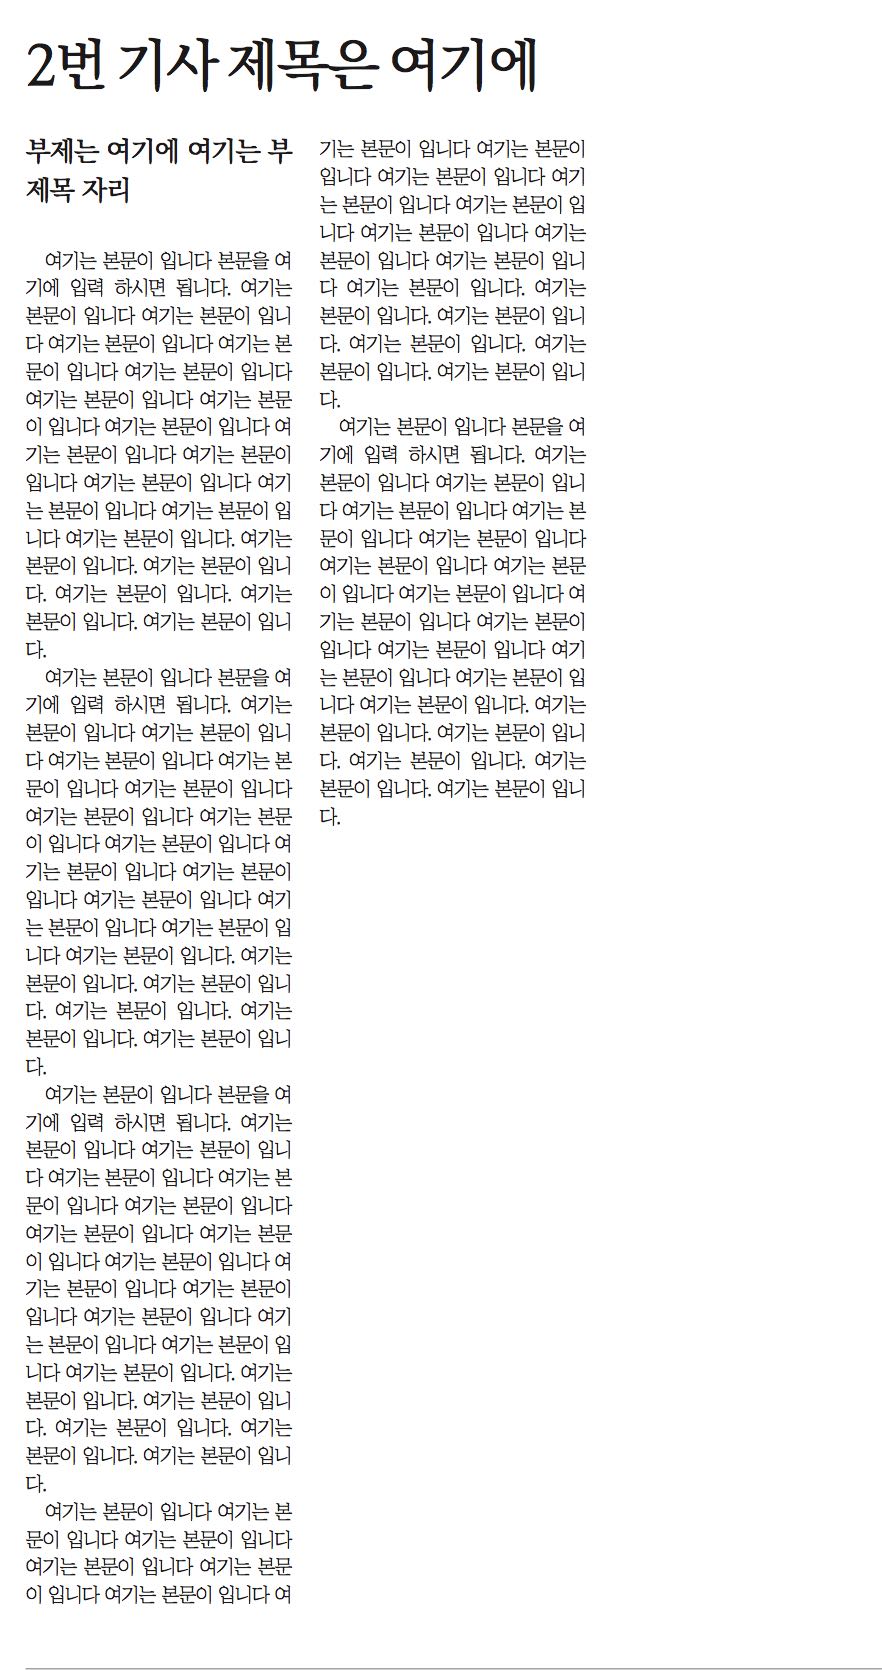 2번 기사 제목은 여기에
부제는 여기에 여기는 부
제목 자리
여기는 본문이 입니다 본문을 여
기에 입력 하시면 됩니다. 여기는
본문이 입니다 여기는 본문이 입니
다 여기는 본문이 입니다 여기는 본
문이 입니다 여기는 본문이 입니다
여기는 본문이 입니다 여기는 본문
이 입니다 여기는 본문이 입니다 여
기는 본문이 입니다 여기는 본문이
입니다 여기는 본문이 입니다 여기
는 본문이 입니다 여기는 본문이 입
니다 여기는 본문이 입니다. 여기는
본문이 입니다. 여기는 본문이 입니
다. 여기는 본문이 입니다. 여기는
본문이 입니다. 여기는 본문이 입니
다.
여기는 본문이 입니다 본문을 여
기에 입력 하시면 됩니다. 여기는
본문이 입니다 여기는 본문이 입니
다 여기는 본문이 입니다 여기는 본
문이 입니다 여기는 본문이 입니다
여기는 본문이 입니다 여기는 본문
이 입니다 여기는 본문이 입니다 여
기는 본문이 입니다 여기는 본문이
입니다 여기는 본문이 입니다 여기
는 본문이 입니다 여기는 본문이 입
니다 여기는 본문이 입니다. 여기는
본문이 입니다. 여기는 본문이 입니
다. 여기는 본문이 입니다. 여기는
본문이 입니다. 여기는 본문이 입니
다.
여기는 본문이 입니다 본문을 여
기에 입력 하시면 됩니다. 여기는
본문이 입니다 여기는 본문이 입니
다 여기는 본문이 입니다 여기는 본
문이 입니다 여기는 본문이 입니다
여기는 본문이 입니다 여기는 본문
이 입니다 여기는 본문이 입니다 여
기는 본문이 입니다 여기는 본문이
입니다 여기는 본문이 입니다 여기
는 본문이 입니다 여기는 본문이 입
니다 여기는 본문이 입니다. 여기는
본문이 입니다. 여기는 본문이 입니
다. 여기는 본문이 입니다. 여기는
본문이 입니다. 여기는 본문이 입니
다.
여기는 본문이 입니다 여기는 본
문이 입니다 여기는 본문이 입니다
여기는 본문이 입니다 여기는 본문
이 입니다 여기는 본문이 입니다 여
기는 본문이 입니다 여기는 본문이
입니다 여기는 본문이 입니다 여기
는 본문이 입니다 여기는 본문이 입
니다 여기는 본문이 입니다 여기는
본문이 입니다 여기는 본문이 입니
다 여기는 본문이 입니다. 여기는
본문이 입니다. 여기는 본문이 입니
다. 여기는 본문이 입니다. 여기는
본문이 입니다. 여기는 본문이 입니
다.
여기는 본문이 입니다 본문을 여
기에 입력 하시면 됩니다. 여기는
본문이 입니다 여기는 본문이 입니
다 여기는 본문이 입니다 여기는 본
문이 입니다 여기는 본문이 입니다
여기는 본문이 입니다 여기는 본문
이 입니다 여기는 본문이 입니다 여
기는 본문이 입니다 여기는 본문이
입니다 여기는 본문이 입니다 여기
는 본문이 입니다 여기는 본문이 입
니다 여기는 본문이 입니다. 여기는
본문이 입니다. 여기는 본문이 입니
다. 여기는 본문이 입니다. 여기는
본문이 입니다. 여기는 본문이 입니
다.